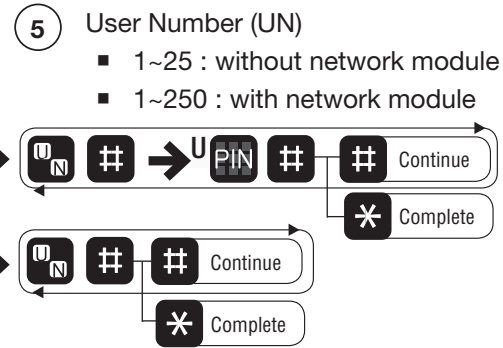 5 User Number (UN)
▪ 1~25 : without network module
▪ 1~250 : with network module
UN # U PIN # # Continue
* Complete
UN # # Continue
* Complete